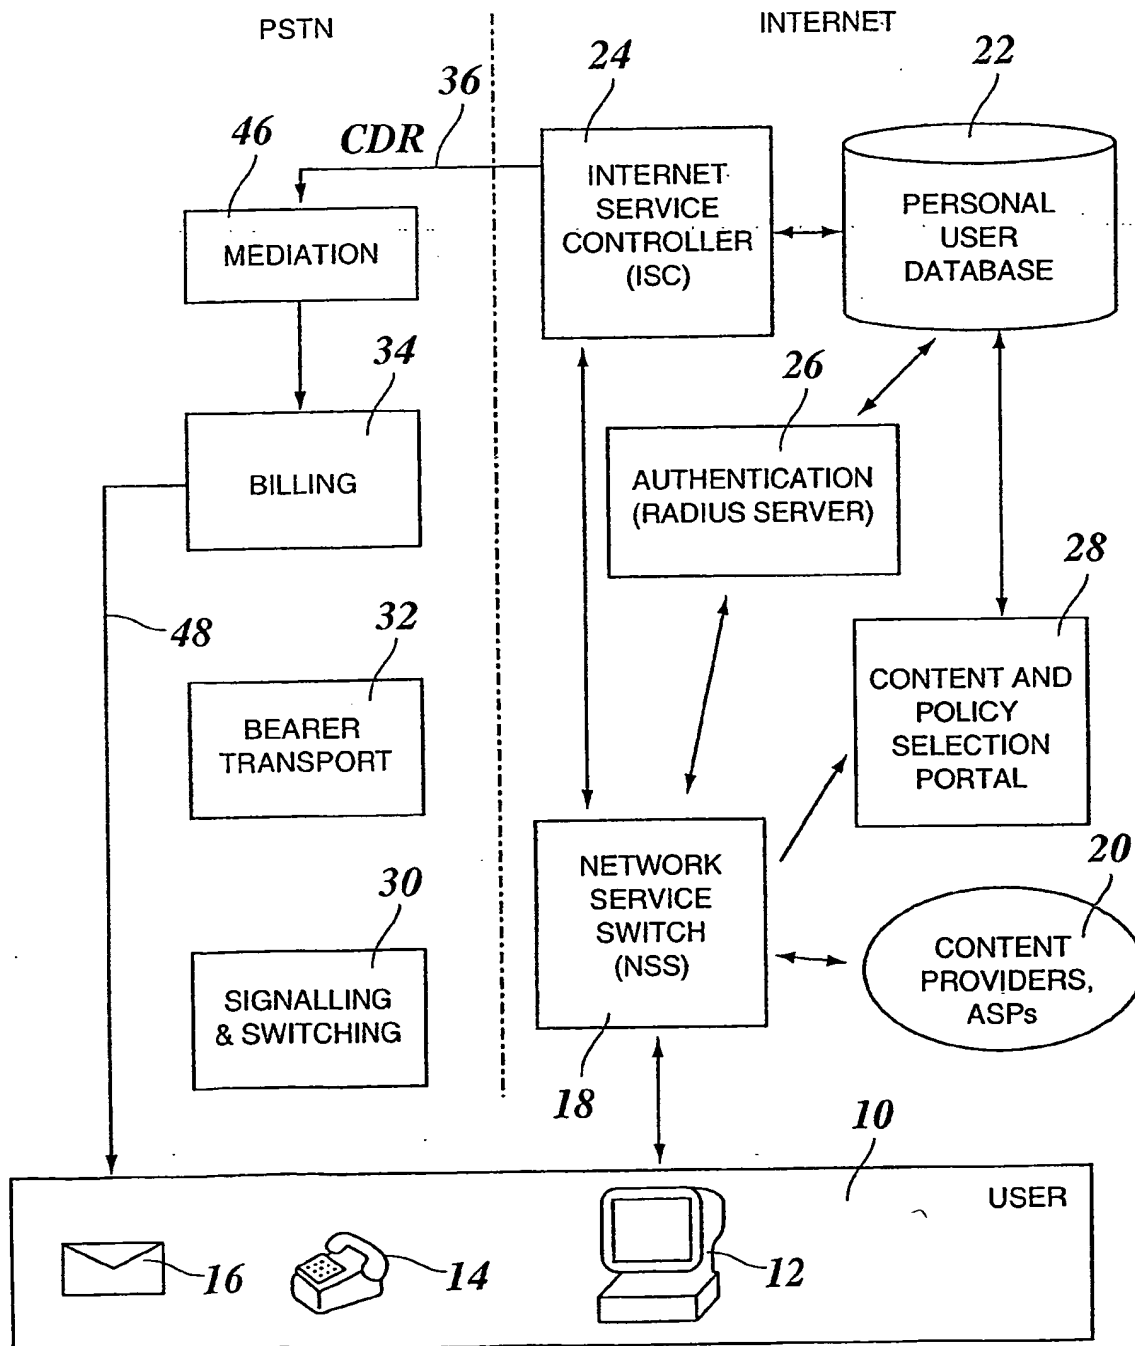 PSTN
INTERNET
36
24
22
46
CDR
INTERNET
SERVICE
CONTROLLER
(ISC)
PERSONAL
USER
DATABASE
MEDIATION
34
26
BILLING
AUTHENTICATION
(RADIUS SERVER)
28
48
32
CONTENT AND
POLICY
SELECTION
PORTAL
BEARER
TRANSPORT
20
NETWORK
SERVICE
SWITCH
(NSS)
30
CONTENT
PROVIDERS,
ASPs
SIGNALLING
& SWITCHING
18
10
USER
16
14
12